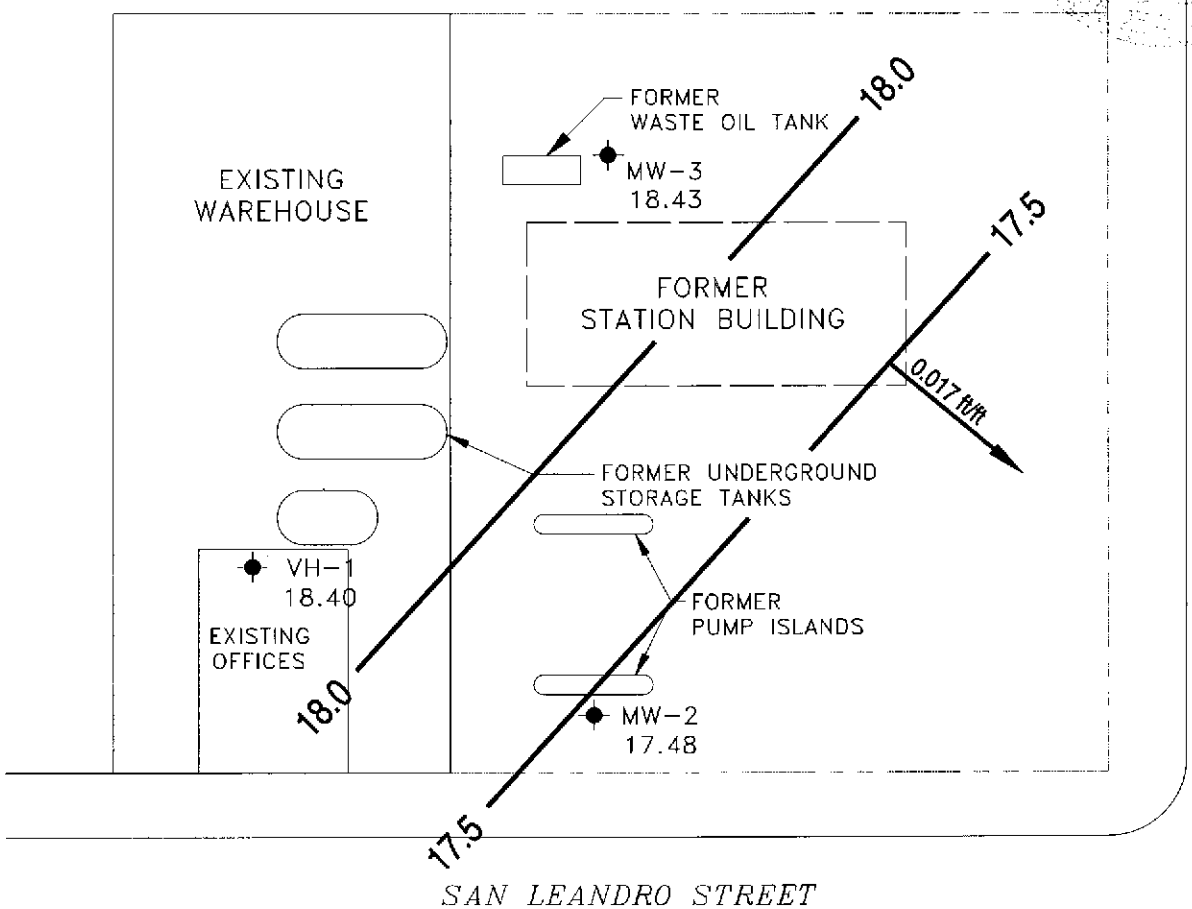 18.0
FORMER
WASTE OIL TANK
EXISTING
WAREHOUSE
MW-3
18.43
17.5
FORMER
STATION BUILDING
0.017 ft/ft
FORMER UNDERGROUND
STORAGE TANKS
VH-1
18.40
FORMER
PUMP ISLANDS
EXISTING
OFFICES
18.0
MW-2
17.48
17.5
SAN LEANDRO STREET